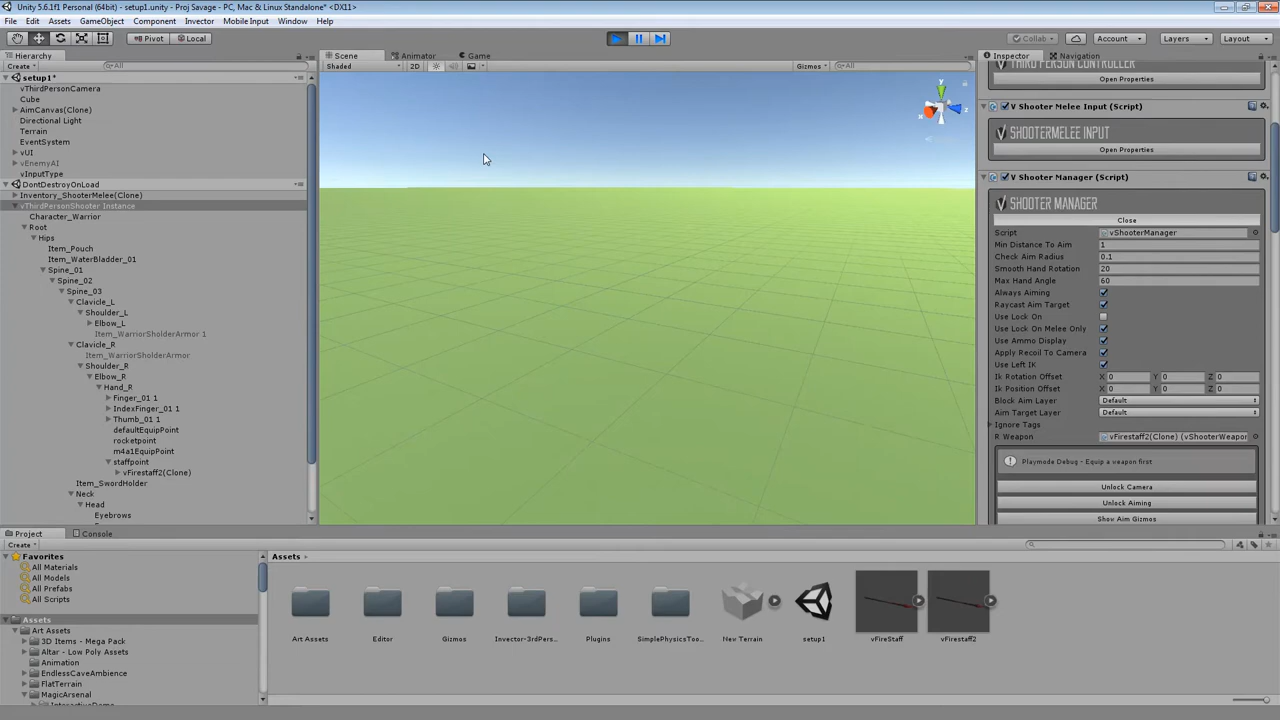 Unity 5.6.1f1 Personal (64bit) - setup1.unity - Proj Savage - PC, Mac & Linux Standalone* <DX11>
File Edit Assets GameObject Component Invector Mobile Input Window Help
Pivot Local Collab Account Layers Layout
Hierarchy
Create All
setup1*
vThirdPersonCamera
Cube
AimCanvas(Clone)
Directional Light
Terrain
EventSystem
vUI
vEnemyAI
vInputType
DontDestroyOnLoad
Inventory_ShooterMelee(Clone)
vThirdPersonShooter Instance
Character_Warrior
Root
Hips
Item_Pouch
Item_WaterBladder_01
Spine_01
Spine_02
Spine_03
Clavicle_L
Shoulder_L
Elbow_L
Item_WarriorSholderArmor 1
Clavicle_R
Item_WarriorSholderArmor
Shoulder_R
Elbow_R
Hand_R
Finger_01 1
IndexFinger_01 1
Thumb_01 1
defaultEquipPoint
rocketpoint
m4a1EquipPoint
staffpoint
vFirestaff2(Clone)
Item_SwordHolder
Neck
Head
Eyebrows
Scene Animator Game
Shaded 2D Gizmos All
y
x
z
Inspector Navigation
THIRD PERSON CONTROLLER
Open Properties
V Shooter Melee Input (Script)
SHOOTERMELEE INPUT
Open Properties
V Shooter Manager (Script)
SHOOTER MANAGER
Close
Script vShooterManager
Min Distance To Aim 1
Check Aim Radius 0.1
Smooth Hand Rotation 20
Max Hand Angle 60
Always Aiming
Raycast Aim Target
Use Lock On
Use Lock On Melee Only
Use Ammo Display
Apply Recoil To Camera
Use Left IK
Ik Rotation Offset X 0 Y 0 Z 0
Ik Position Offset X 0 Y 0 Z 0
Block Aim Layer Default
Aim Target Layer Default
Ignore Tags
R Weapon vFirestaff2(Clone) (vShooterWeapon
Playmode Debug - Equip a weapon first
Unlock Camera
Unlock Aiming
Show Aim Gizmos
Project Console
Create
Favorites
All Materials
All Models
All Prefabs
All Scripts
Assets
Art Assets
3D Items - Mega Pack
Altar - Low Poly Assets
Animation
EndlessCaveAmbience
FlatTerrain
MagicArsenal
Assets
Art Assets Editor Gizmos Invector-3rdPers... Plugins SimplePhysicsToo... New Terrain setup1 vFireStaff vFirestaff2